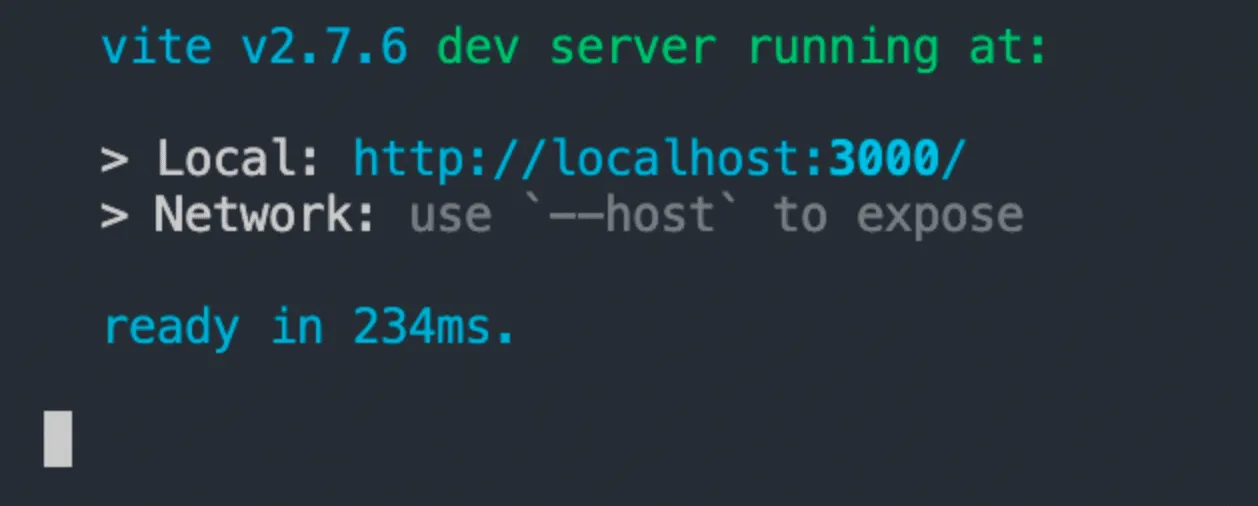 vite v2.7.6 dev server running at:
> Local: http://localhost:3000/
> Network: use `--host` to expose
ready in 234ms.